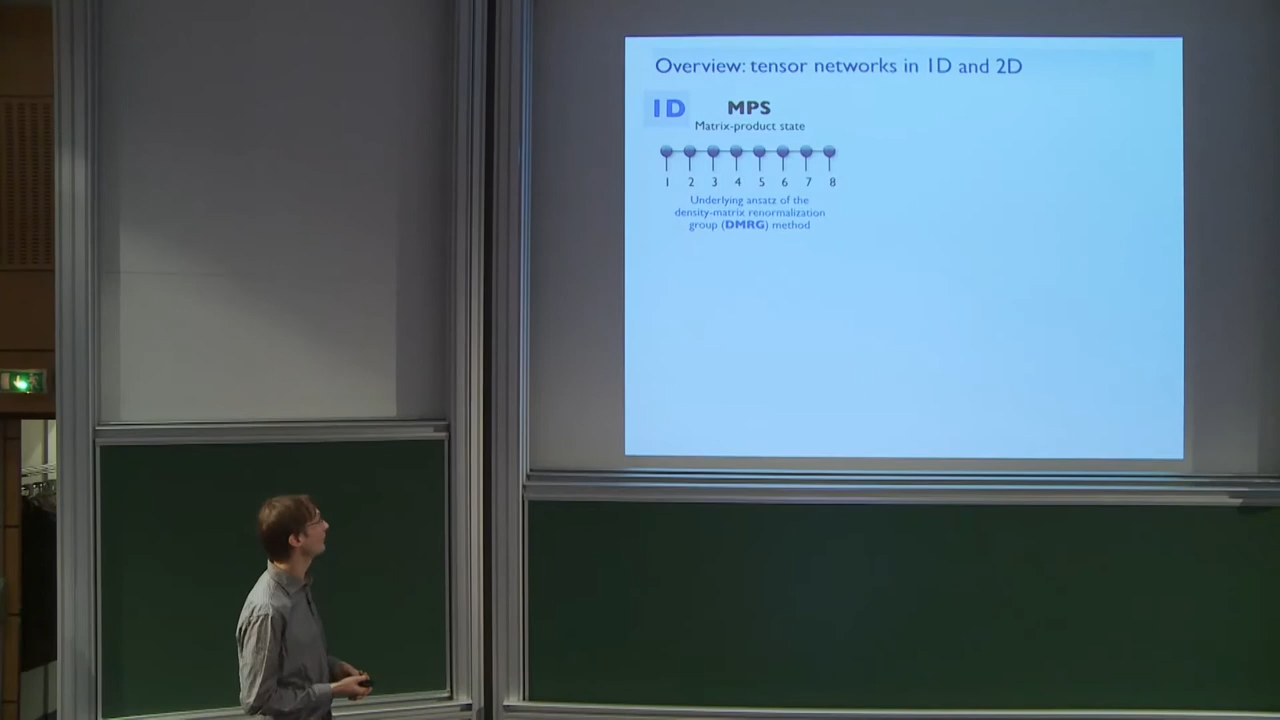 Overview: tensor networks in 1D and 2D
1D MPS
Matrix-product state
1 2 3 4 5 6 7 8
Underlying ansatz of the
density-matrix renormalization
group (DMRG) method